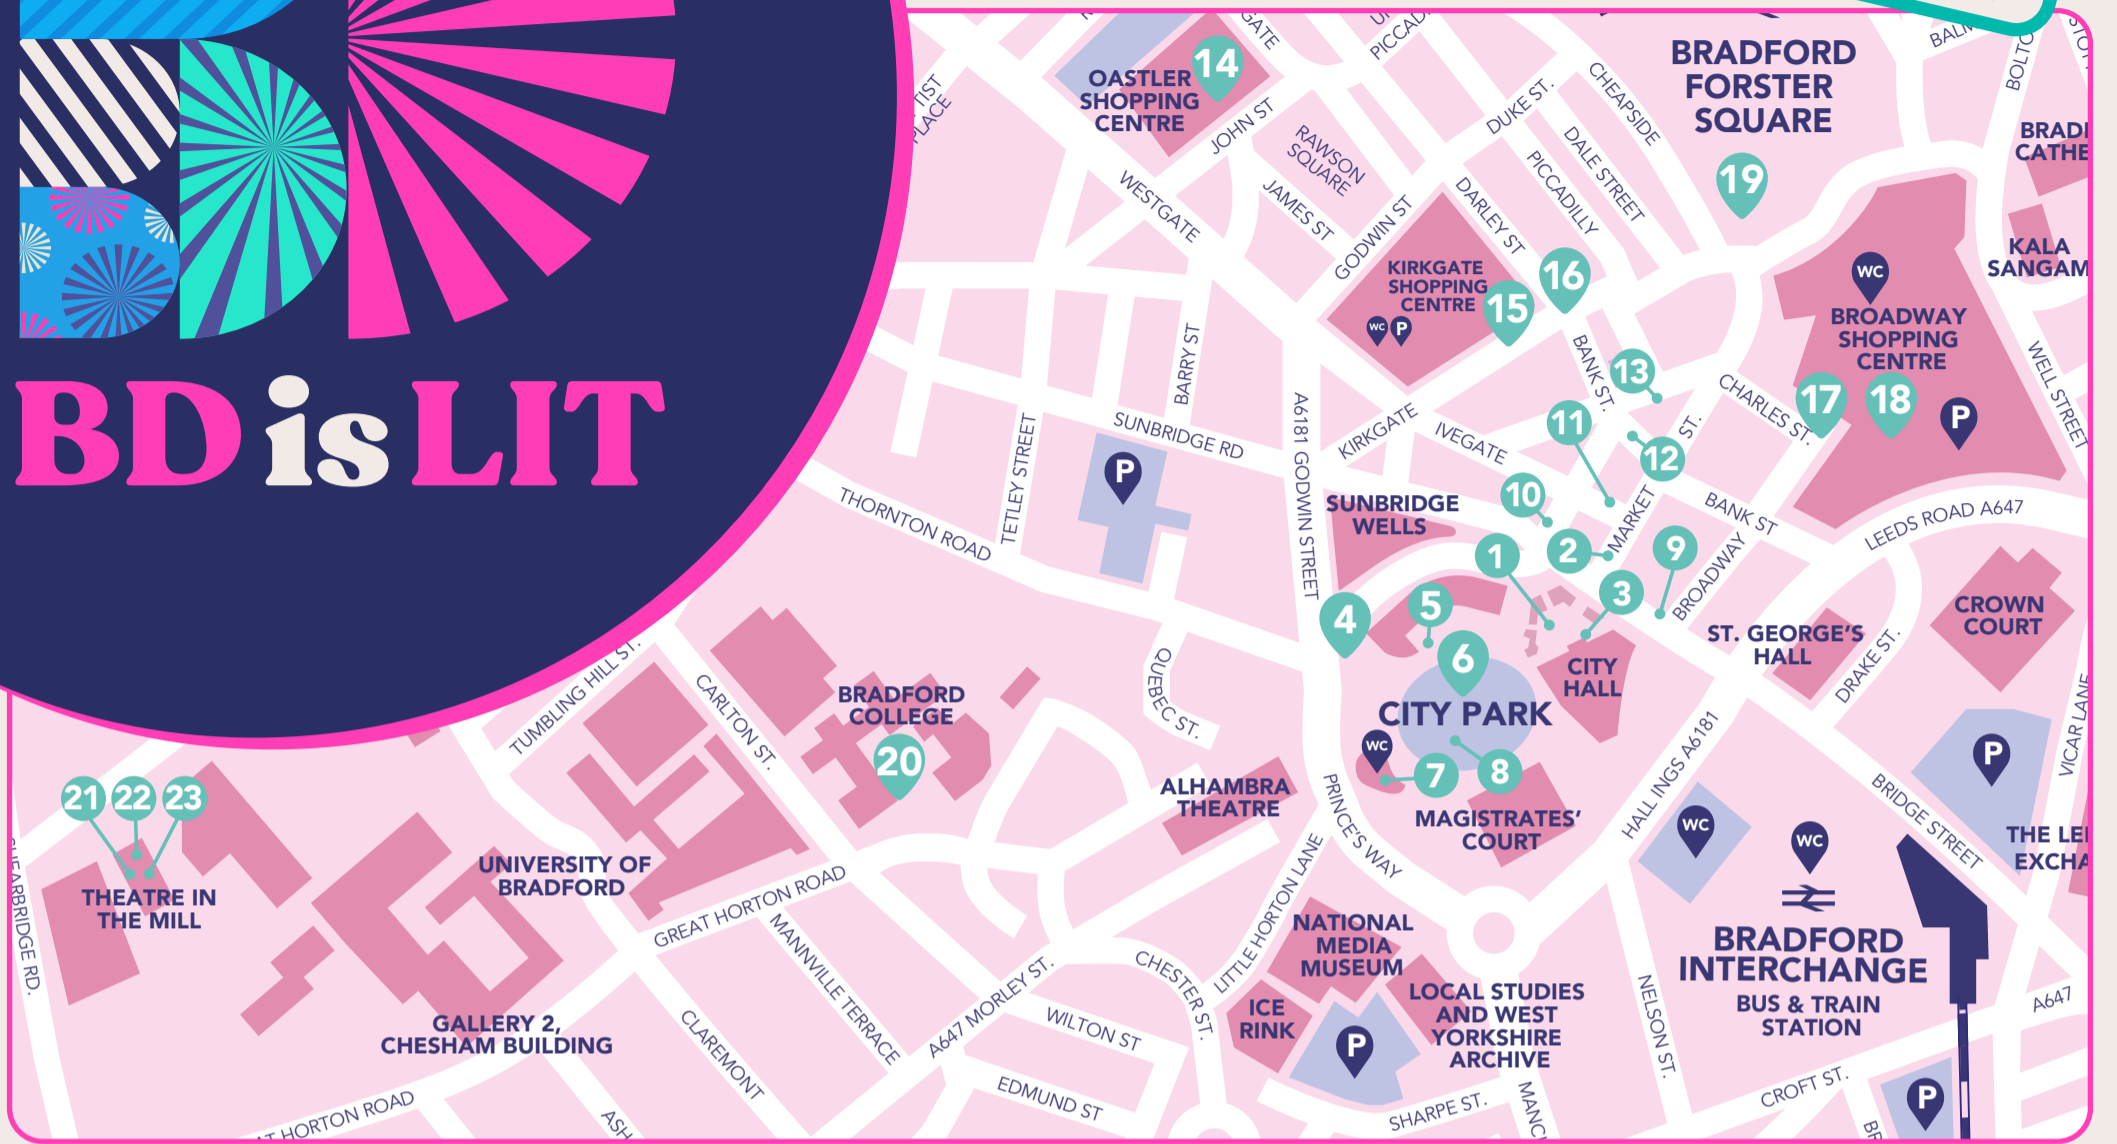 BD is LIT
OASTLER
SHOPPING
CENTRE
14
JOHN ST
RAWSON
SQUARE
JAMES ST
WESTGATE
GODWIN ST
DARLEY ST
DUKE ST.
PICCADILLY
DALE STREET
CHEAPSIDE
BRADFORD
FORSTER
SQUARE
19
KALA
SANGAM
KIRKGATE
SHOPPING
CENTRE
WC P
15
16
WC
BROADWAY
SHOPPING
CENTRE
17
18
P
WELL STREET
BANK ST.
13
11
12
CHARLES ST.
BARRY ST
SUNBRIDGE RD
TETLEY STREET
P
THORNTON ROAD
A6181 GODWIN STREET
KIRKGATE
IVEGATE
SUNBRIDGE
WELLS
10
MARKET ST.
BANK ST
LEEDS ROAD A647
1
2
9
3
BROADWAY
4
5
6
CITY
HALL
CITY PARK
WC
7
8
ST. GEORGE'S
HALL
DRAKE ST.
CROWN
COURT
P
VICAR LANE
MAGISTRATES'
COURT
HALL INGS A6181
BRIDGE STREET
WC
WC
BRADFORD
INTERCHANGE
BUS & TRAIN
STATION
A647
NELSON ST.
CROFT ST.
P
QUEBEC ST.
ALHAMBRA
THEATRE
PRINCE'S WAY
LITTLE HORTON LANE
NATIONAL
MEDIA
MUSEUM
ICE
RINK
P
LOCAL STUDIES
AND WEST
YORKSHIRE
ARCHIVE
SHARPE ST.
CHESTER ST.
WILTON ST
EDMUND ST
A647 MORLEY ST.
MANNVILLE TERRACE
CLAREMONT
GREAT HORTON ROAD
TUMBLING HILL ST.
CARLTON ST.
BRADFORD
COLLEGE
20
UNIVERSITY OF
BRADFORD
21
22
23
THEATRE IN
THE MILL
GALLERY 2,
CHESHAM BUILDING
HORTON ROAD